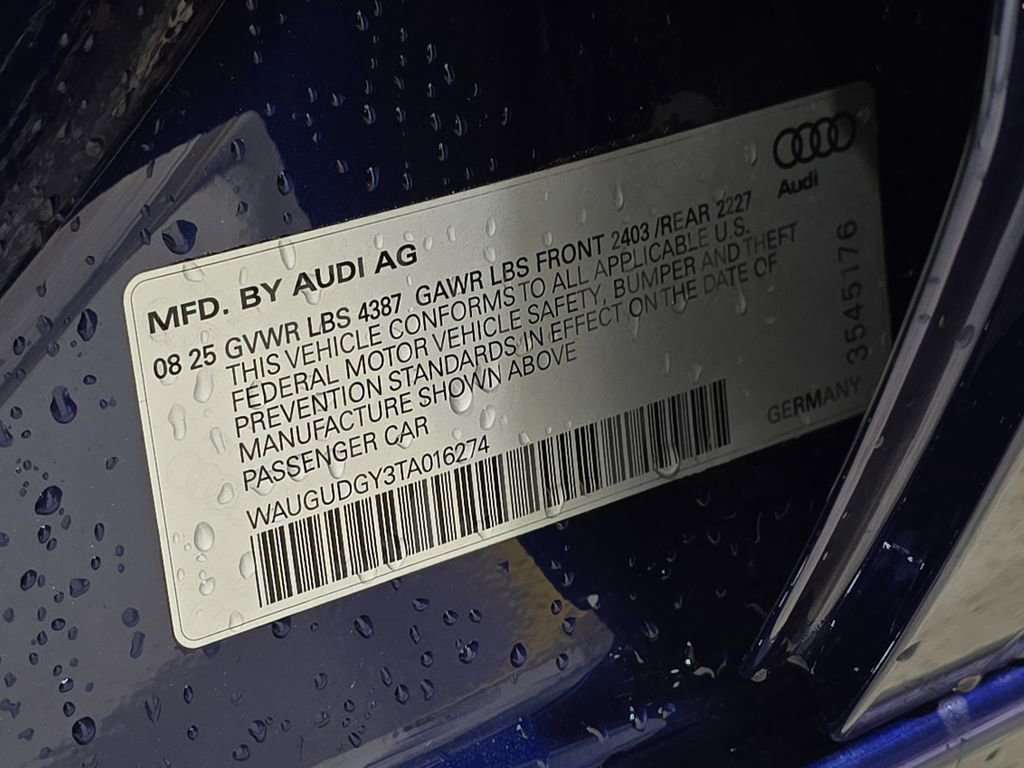 MFD. BY AUDI AG
08 25 GVWR LBS 4387 GAWR LBS FRONT 2403 /REAR 2227
THIS VEHICLE CONFORMS TO ALL APPLICABLE U.S.
FEDERAL MOTOR VEHICLE SAFETY, BUMPER AND THEFT
PREVENTION STANDARDS IN EFFECT ON THE DATE OF
MANUFACTURE SHOWN ABOVE
PASSENGER CAR
WAUGUDGY3TA016274
Audi
3545176
GERMANY